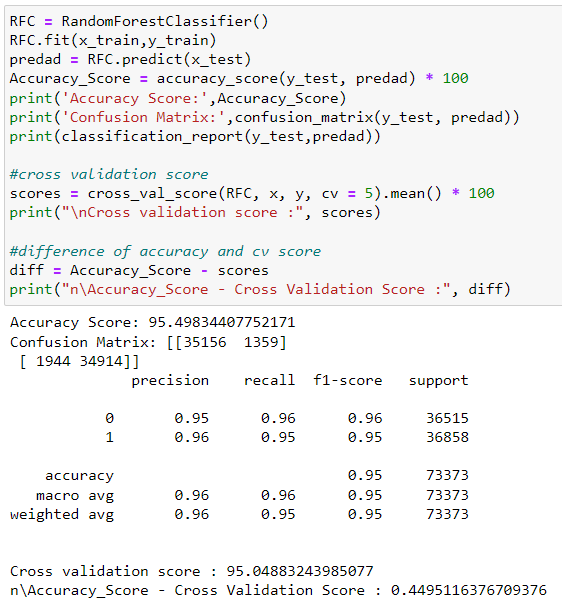 RFC = RandomForestClassifier()
RFC.fit(x_train,y_train)
predad = RFC.predict(x_test)
Accuracy_Score = accuracy_score(y_test, predad) * 100
print('Accuracy Score:',Accuracy_Score)
print('Confusion Matrix:',confusion_matrix(y_test, predad))
print(classification_report(y_test,predad))
#cross validation score
scores = cross_val_score(RFC, x, y, cv = 5).mean() * 100
print("\nCross validation score :", scores)
#difference of accuracy and cv score
diff = Accuracy_Score - scores
print("n\Accuracy_Score - Cross Validation Score :", diff)
Accuracy Score: 95.49834407752171
Confusion Matrix: [[35156  1359]
 [ 1944 34914]]
              precision    recall  f1-score   support
           0       0.95      0.96      0.96     36515
           1       0.96      0.95      0.95     36858
    accuracy                           0.95     73373
   macro avg       0.96      0.96      0.95     73373
weighted avg       0.96      0.95      0.95     73373
Cross validation score : 95.04883243985077
n\Accuracy_Score - Cross Validation Score : 0.4495116376709376